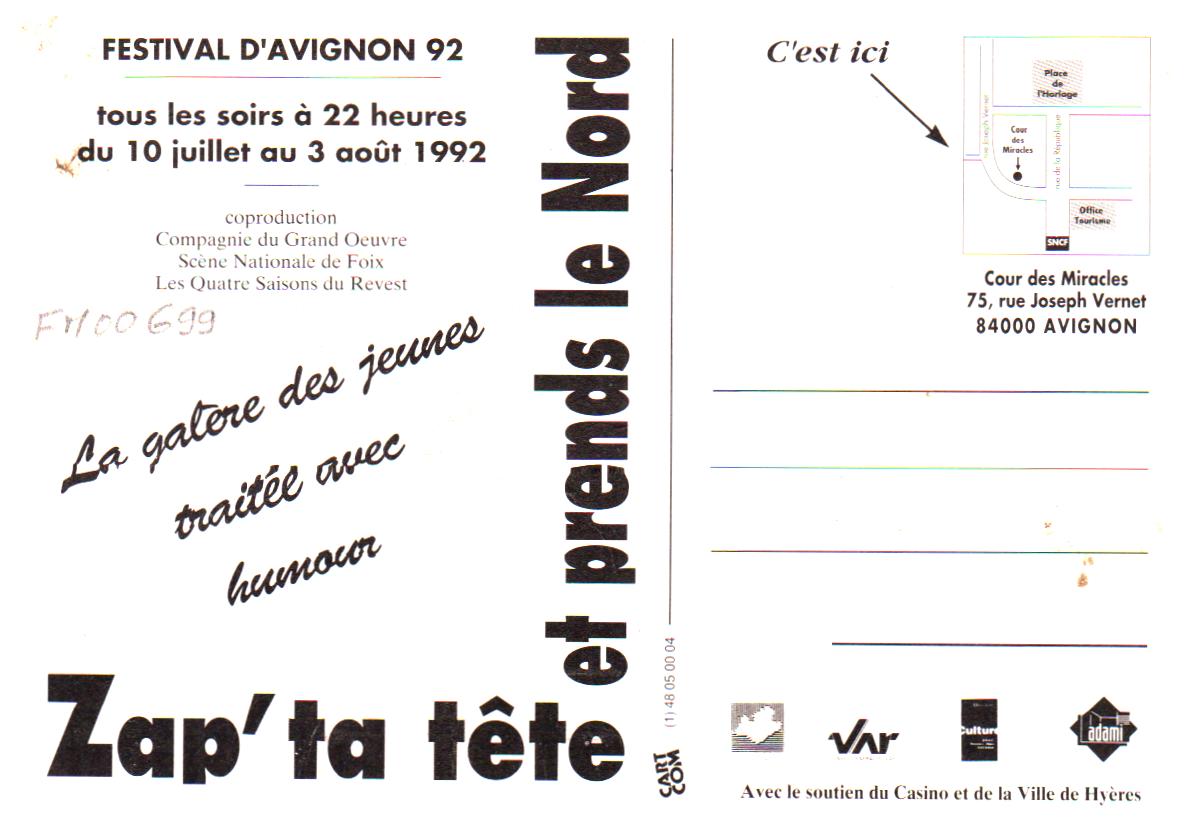 FESTIVAL D'AVIGNON 92
tous les soirs à 22 heures
du 10 juillet au 3 août 1992
coproduction
Compagnie du Grand Oeuvre
Scène Nationale de Foix
Les Quatre Saisons du Revest
FM00699
La galère des jeunes
traitée avec
humour
Zap' ta tête
et prends le Nord
(1) 48 05 00 04
CART
COM
C'est ici
Place
de
l'Horloge
rue Joseph Vernet
Cour
des
Miracles
rue de la République
Office
Tourisme
SNCF
Cour des Miracles
75, rue Joseph Vernet
84000 AVIGNON
Var
Culture
adami
Avec le soutien du Casino et de la Ville de Hyères